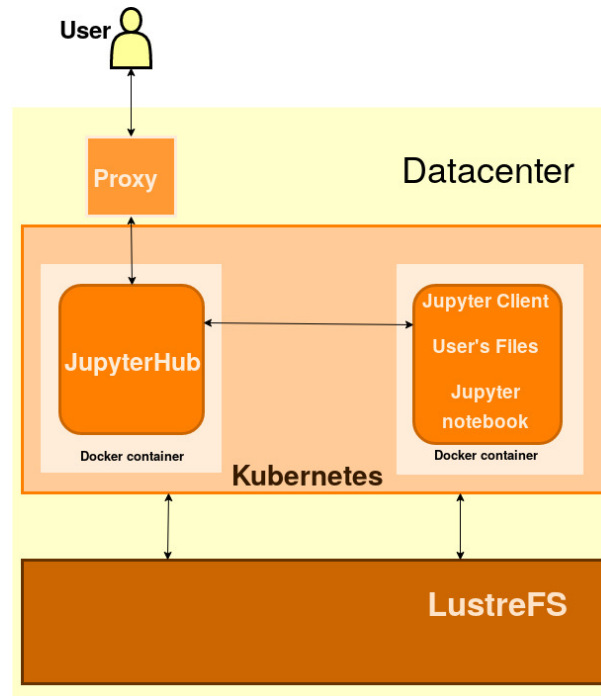 User
Proxy
Datacenter
JupyterHub
Docker container
Jupyter Client
User's Files
Jupyter
notebook
Docker container
Kubernetes
LustreFS